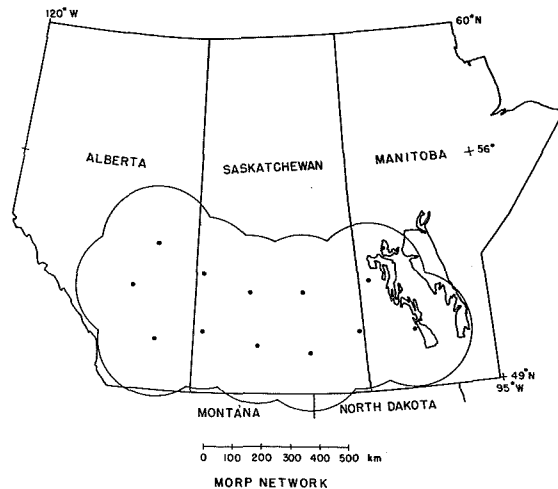 120° W
60° N
ALBERTA
SASKATCHEWAN
MANITOBA
56°
49° N
95° W
MONTANA
NORTH DAKOTA
0 100 200 300 400 500 km
MORP NETWORK